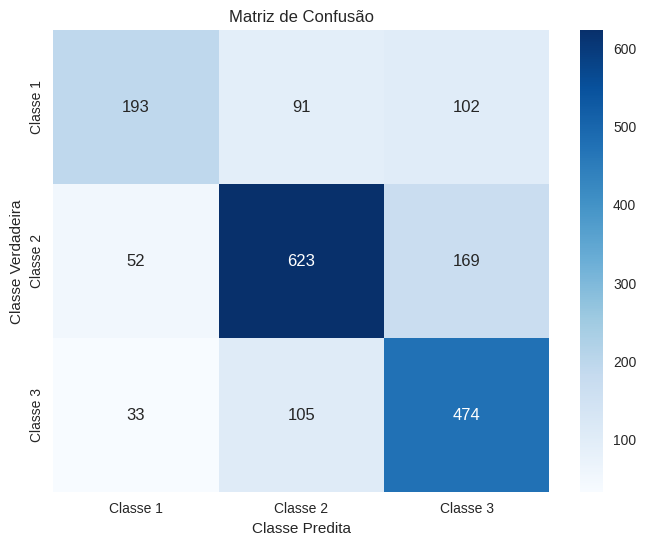 Matriz de Confusão
Classe Verdadeira
Classe 1
193 91 102
Classe 2
52 623 169
Classe 3
33 105 474
Classe 1 Classe 2 Classe 3
Classe Predita
600
500
400
300
200
100